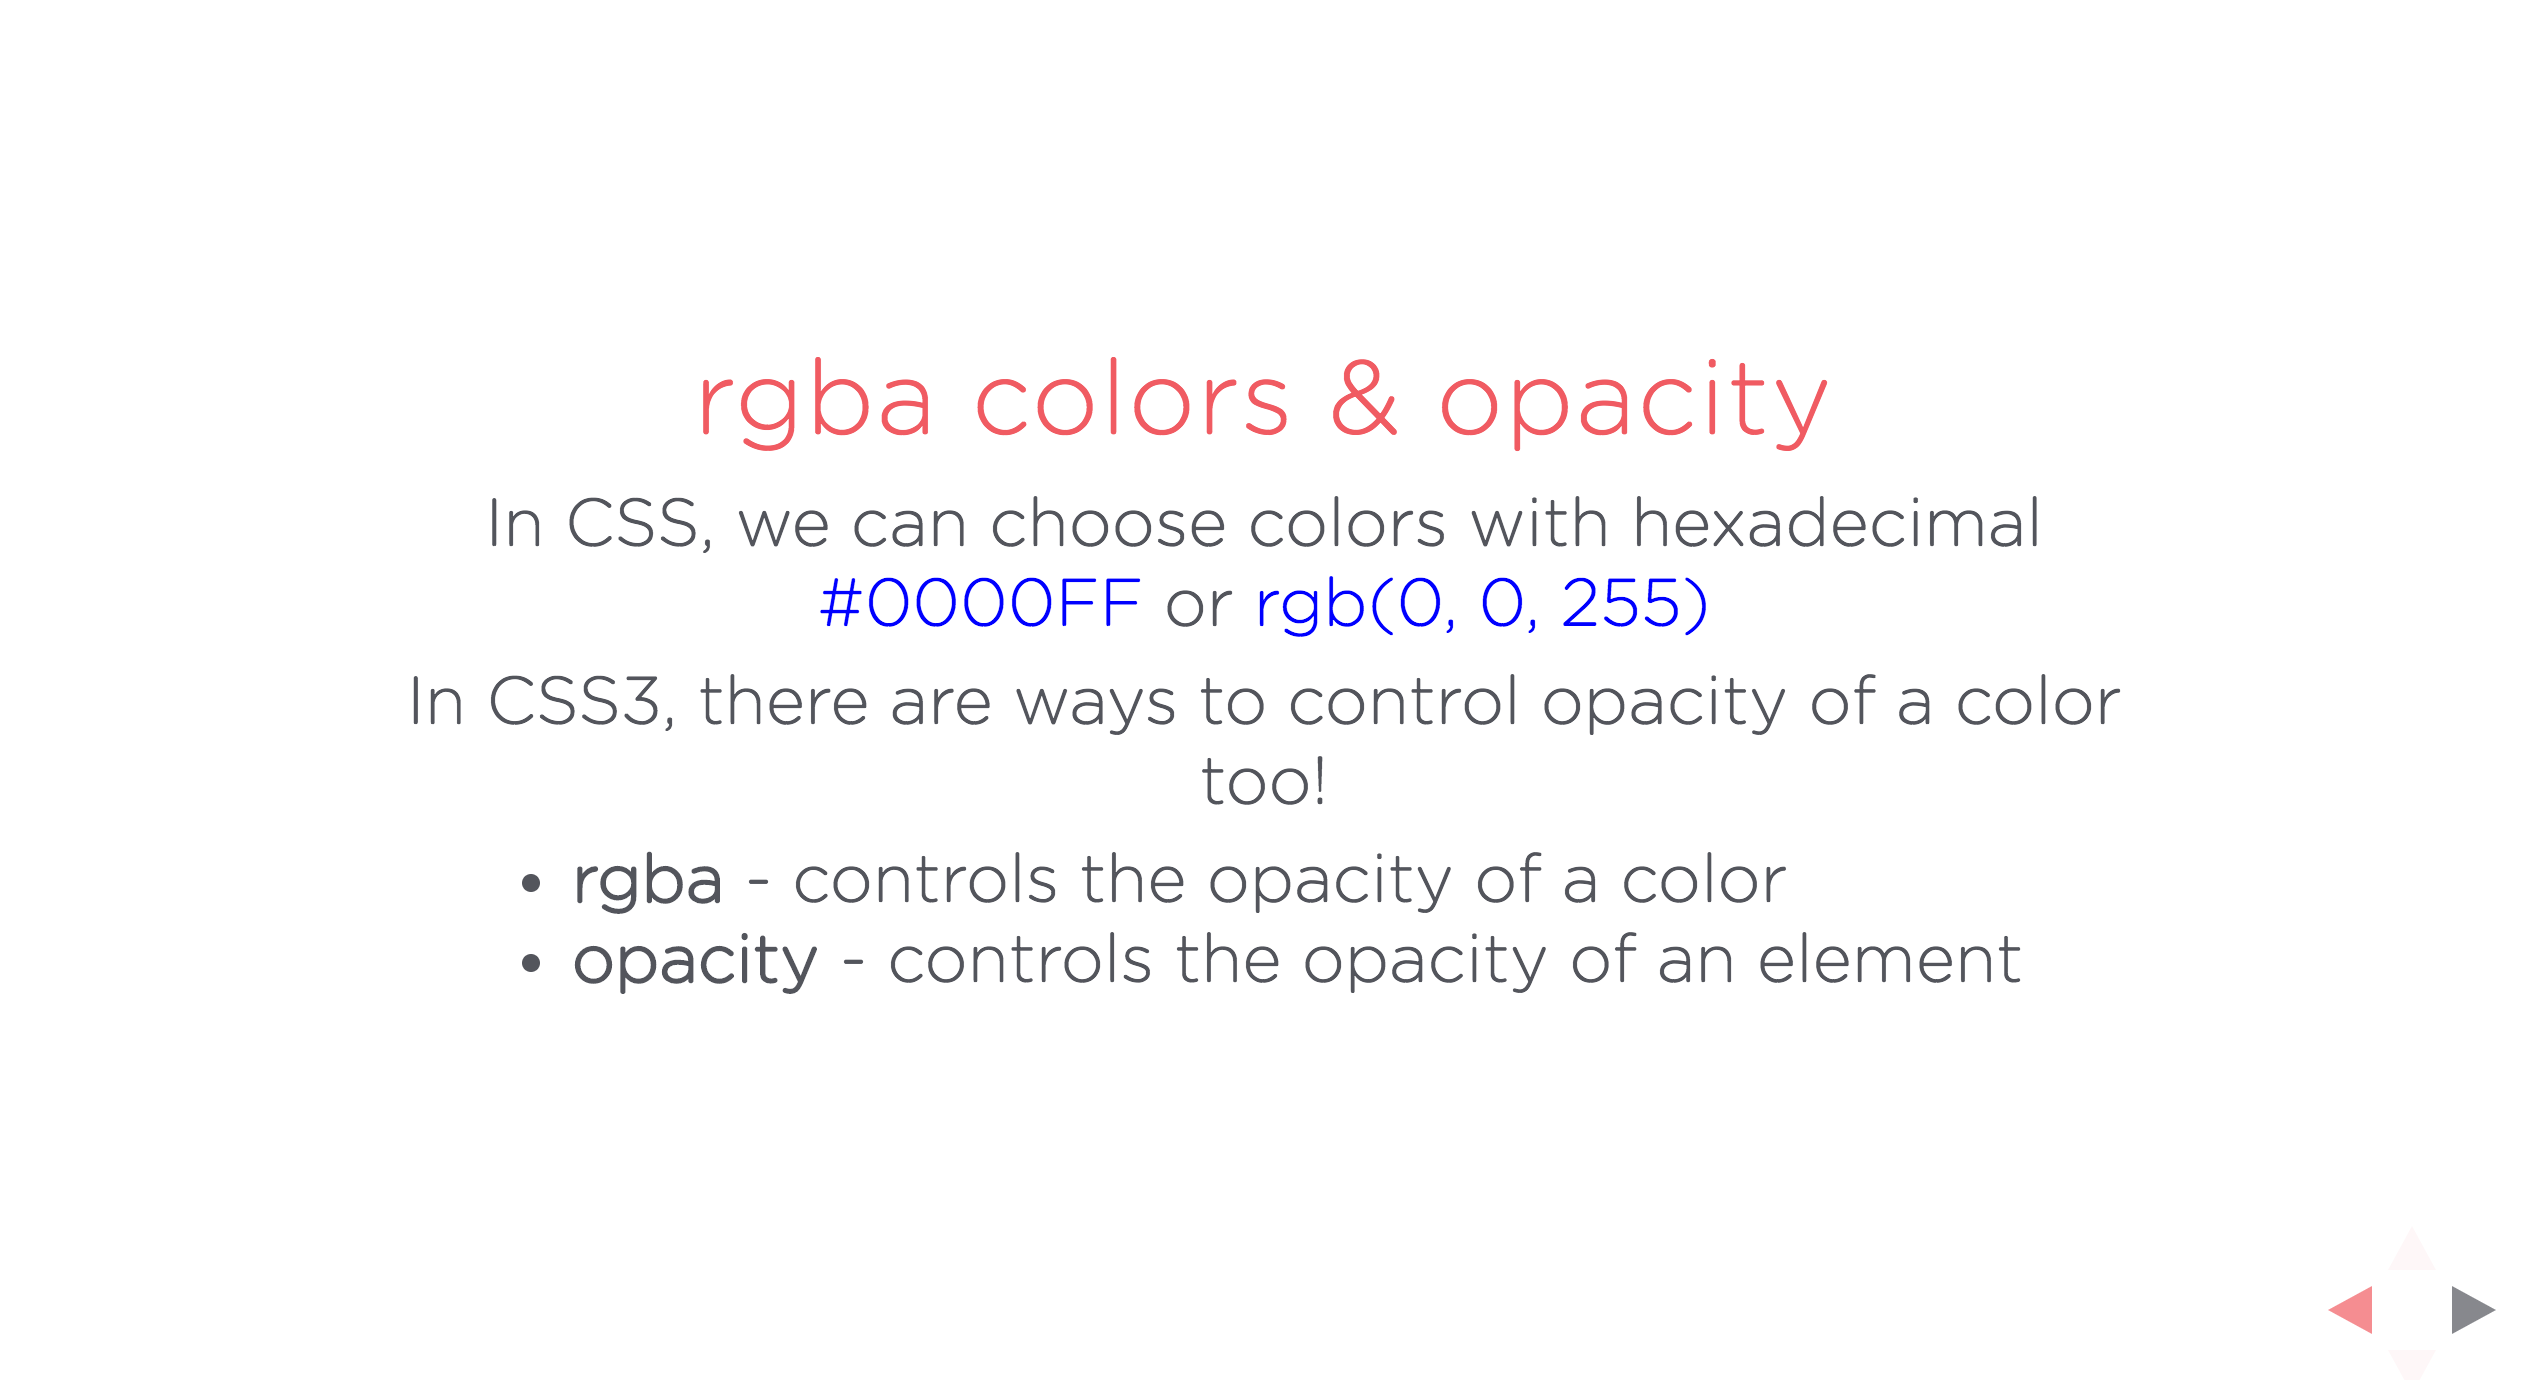 rgba colors & opacity
In CSS, we can choose colors with hexadecimal
#0000FF or rgb(0, 0, 255)
In CSS3, there are ways to control opacity of a color
too!
• rgba - controls the opacity of a color
• opacity - controls the opacity of an element